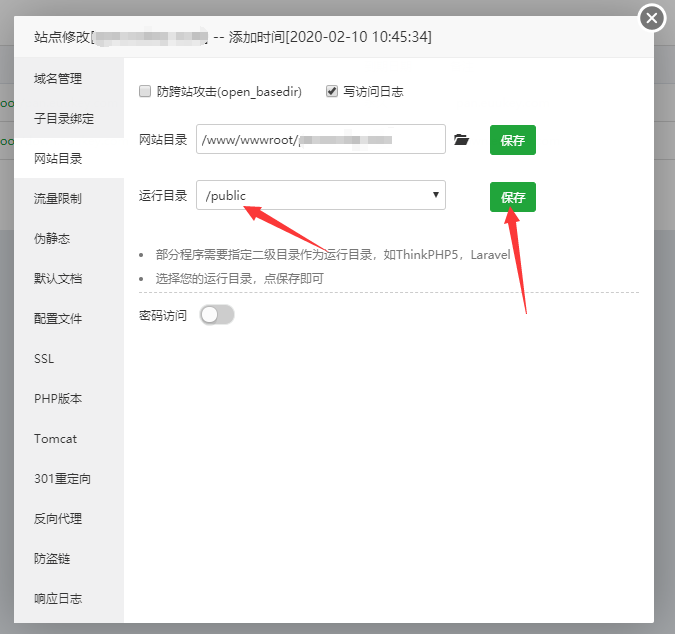 站点修改[ ] -- 添加时间[2020-02-10 10:45:34]
域名管理
子目录绑定
网站目录
流量限制
伪静态
默认文档
配置文件
SSL
PHP版本
Tomcat
301重定向
反向代理
防盗链
响应日志
防跨站攻击(open_basedir) 写访问日志
网站目录 /www/wwwroot/ 保存
运行目录 /public 保存
部分程序需要指定二级目录作为运行目录，如ThinkPHP5，Laravel
选择您的运行目录，点保存即可
密码访问